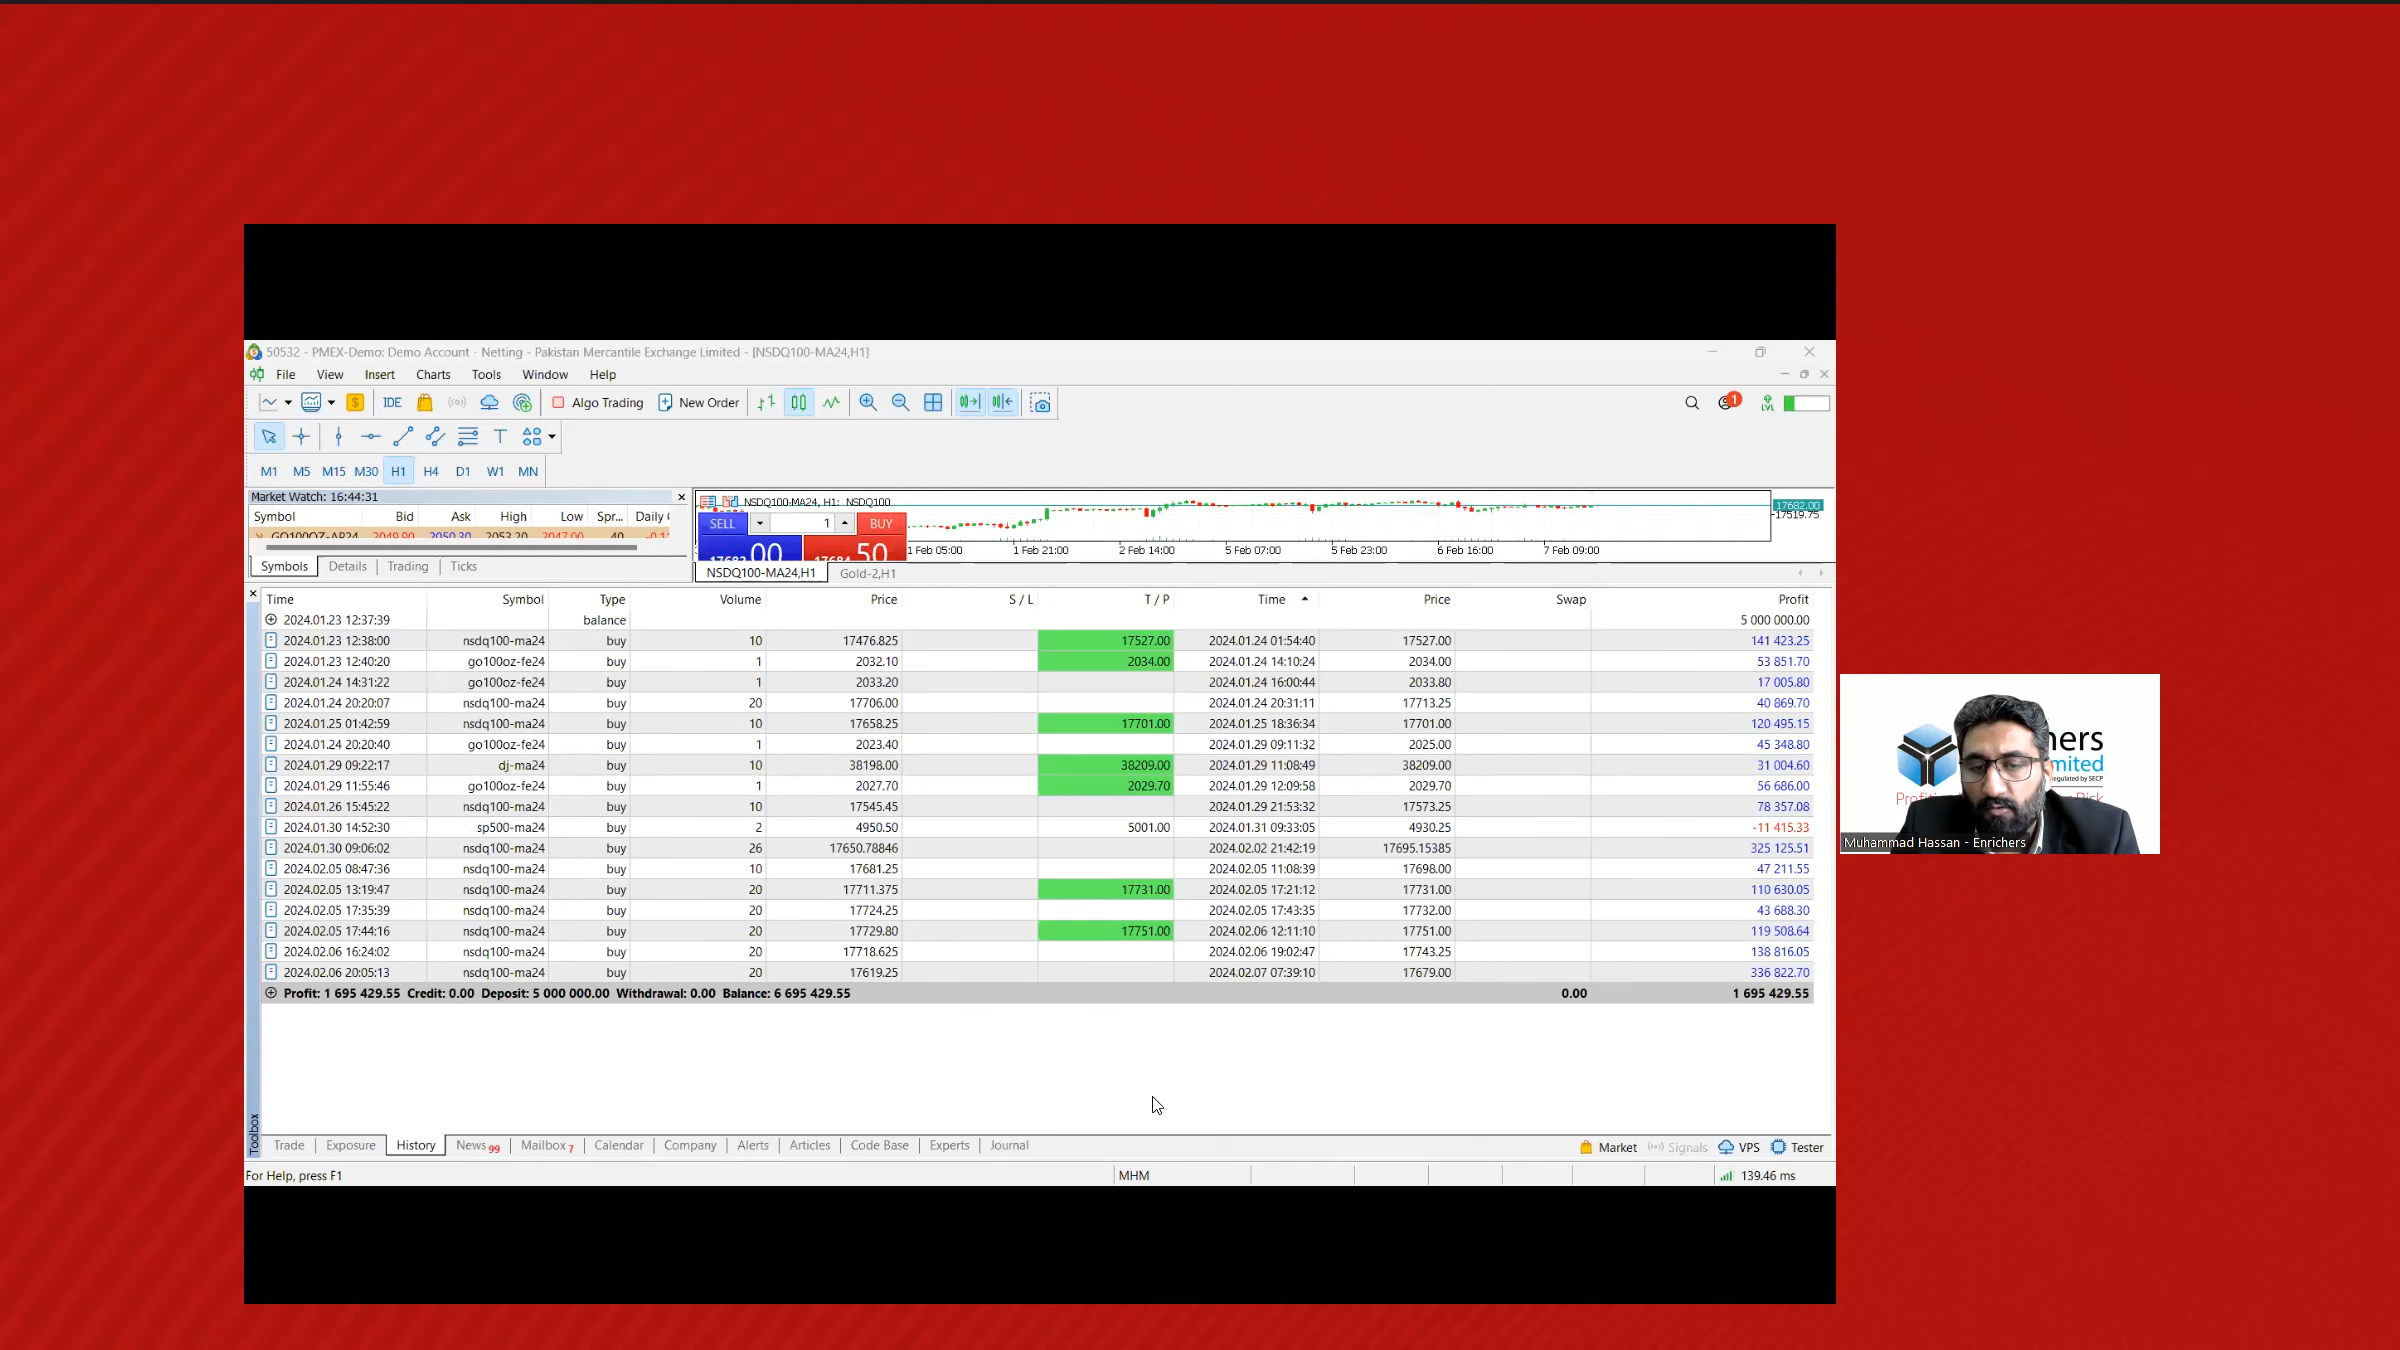 50532 - PMEX-Demo: Demo Account - Netting - Pakistan Mercantile Exchange Limited - [NSDQ100-MA24,H1]
File View Insert Charts Tools Window Help
IDE Algo Trading New Order 1 LVL
M1 M5 M15 M30 H1 H4 D1 W1 MN
Market Watch: 16:44:31
Symbol Bid Ask High Low Spr... Daily
GO100OZ-AP24 2049.90 2050.30 2053.20 2047.00 40
Symbols Details Trading Ticks
NSDQ100-MA24, H1: NSDQ100
SELL 1 BUY
17682.00 17684.50
17682.00
17519.75
1 Feb 05:00 1 Feb 21:00 2 Feb 14:00 5 Feb 07:00 5 Feb 23:00 6 Feb 16:00 7 Feb 09:00
NSDQ100-MA24,H1 Gold-2,H1
Time Symbol Type Volume Price S / L T / P Time Price Swap Profit
2024.01.23 12:37:39 balance 5 000 000.00
2024.01.23 12:38:00 nsdq100-ma24 buy 10 17476.825 17527.00 2024.01.24 01:54:40 17527.00 141 423.25
2024.01.23 12:40:20 go100oz-fe24 buy 1 2032.10 2034.00 2024.01.24 14:10:24 2034.00 53 851.70
2024.01.24 14:31:22 go100oz-fe24 buy 1 2033.20 2024.01.24 16:00:44 2033.80 17 005.80
2024.01.24 20:20:07 nsdq100-ma24 buy 20 17706.00 2024.01.24 20:31:11 17713.25 40 869.70
2024.01.25 01:42:59 nsdq100-ma24 buy 10 17658.25 17701.00 2024.01.25 18:36:34 17701.00 120 495.15
2024.01.24 20:20:40 go100oz-fe24 buy 1 2023.40 2024.01.29 09:11:32 2025.00 45 348.80
2024.01.29 09:22:17 dj-ma24 buy 10 38198.00 38209.00 2024.01.29 11:08:49 38209.00 31 004.60
2024.01.29 11:55:46 go100oz-fe24 buy 1 2027.70 2029.70 2024.01.29 12:09:58 2029.70 56 686.00
2024.01.26 15:45:22 nsdq100-ma24 buy 10 17545.45 2024.01.29 21:53:32 17573.25 78 357.08
2024.01.30 14:52:30 sp500-ma24 buy 2 4950.50 5001.00 2024.01.31 09:33:05 4930.25 -11 415.33
2024.01.30 09:06:02 nsdq100-ma24 buy 26 17650.78846 2024.02.02 21:42:19 17695.15385 325 125.51
2024.02.05 08:47:36 nsdq100-ma24 buy 10 17681.25 2024.02.05 11:08:39 17698.00 47 211.55
2024.02.05 13:19:47 nsdq100-ma24 buy 20 17711.375 17731.00 2024.02.05 17:21:12 17731.00 110 630.05
2024.02.05 17:35:39 nsdq100-ma24 buy 20 17724.25 2024.02.05 17:43:35 17732.00 43 688.30
2024.02.05 17:44:16 nsdq100-ma24 buy 20 17729.80 17751.00 2024.02.06 12:11:10 17751.00 119 508.64
2024.02.06 16:24:02 nsdq100-ma24 buy 20 17718.625 2024.02.06 19:02:47 17743.25 138 816.05
2024.02.06 20:05:13 nsdq100-ma24 buy 20 17619.25 2024.02.07 07:39:10 17679.00 336 822.70
Profit: 1 695 429.55 Credit: 0.00 Deposit: 5 000 000.00 Withdrawal: 0.00 Balance: 6 695 429.55 0.00 1 695 429.55
Toolbox
Trade Exposure History News 99 Mailbox 7 Calendar Company Alerts Articles Code Base Experts Journal Market Signals VPS Tester
For Help, press F1 MHM 139.46 ms
hers
mited
egulated by SECP
Muhammad Hassan - Enrichers